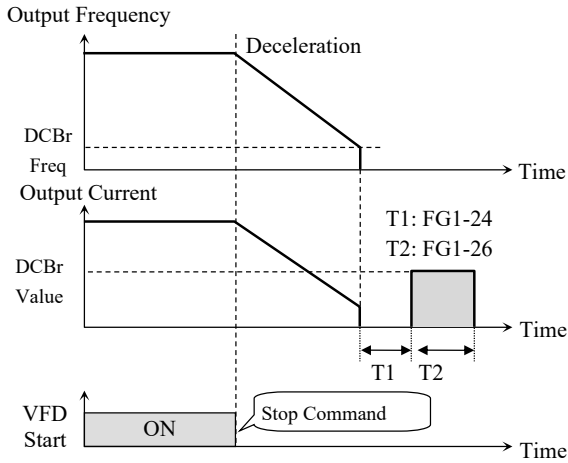 Output Frequency
Deceleration
DCBr
Freq
Time
Output Current
T1: FG1-24
T2: FG1-26
DCBr
Value
Time
T1
T2
VFD
Start
ON
Stop Command
Time